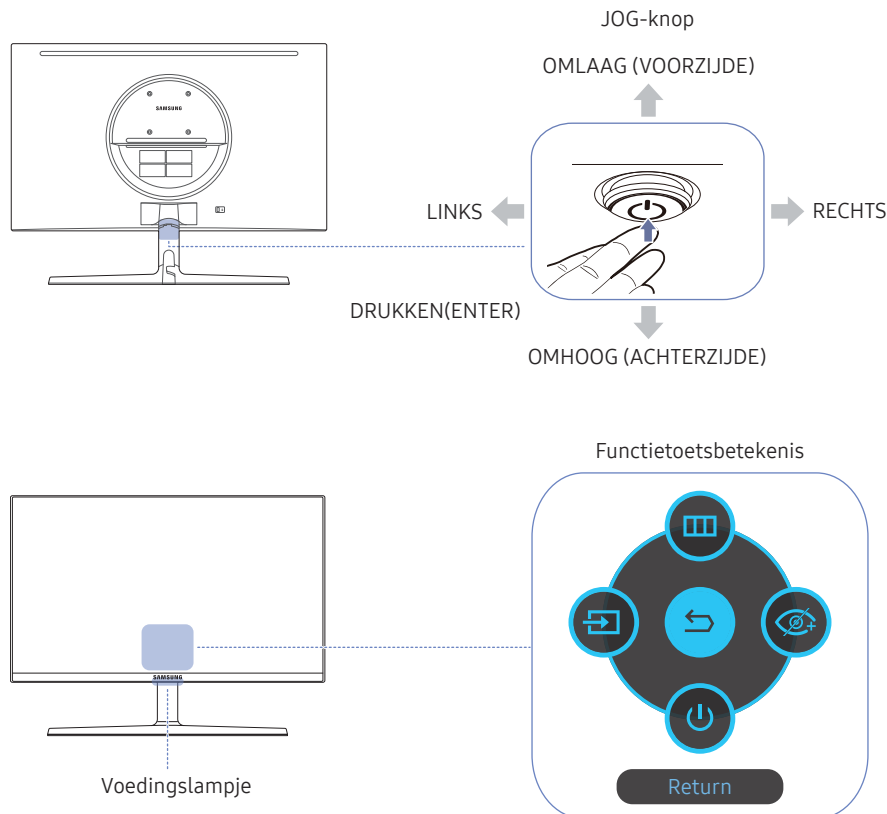 JOG-knop
OMLAAG (VOORZIJDE)
SAMSUNG
LINKS
RECHTS
DRUKKEN(ENTER)
OMHOOG (ACHTERZIJDE)
Functietoetsbetekenis
SAMSUNG
Voedingslampje
Return